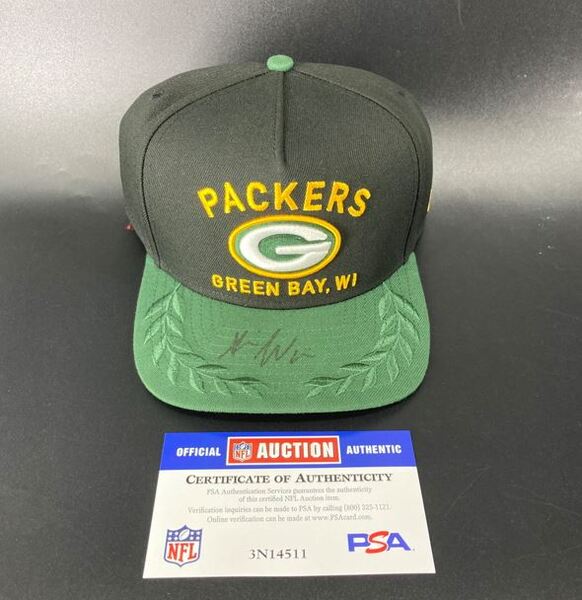 PACKERS
G
GREEN BAY, WI
OFFICIAL NFL AUCTION AUTHENTIC
CERTIFICATE OF AUTHENTICITY
PSA Authentication Services guarantees the authenticity
of this certified NFL Auction item.
Verification inquiries can be made to PSA by calling (800) 325-1121.
Online verification can be made at www.PSAcard.com.
NFL
3N14511
PSA